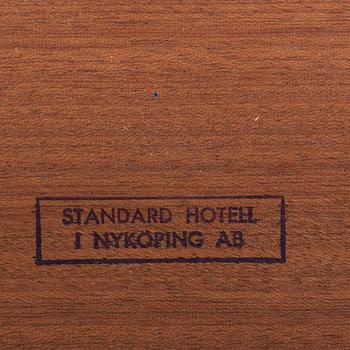 STANDARD HOTELL
I NYKÖPING AB